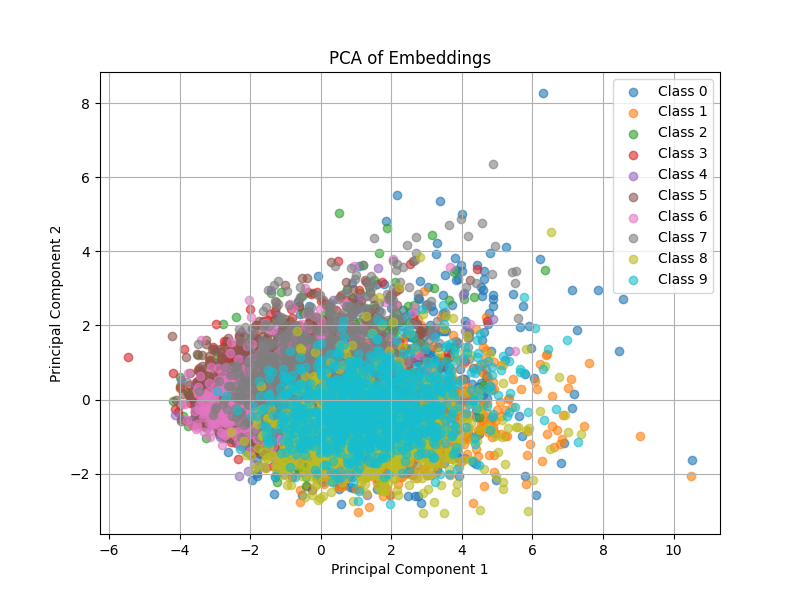 PCA of Embeddings
Class 0
Class 1
Class 2
Class 3
Class 4
Class 5
Class 6
Class 7
Class 8
Class 9
Principal Component 2
8
6
4
2
0
−2
−6 −4 −2 0 2 4 6 8 10
Principal Component 1